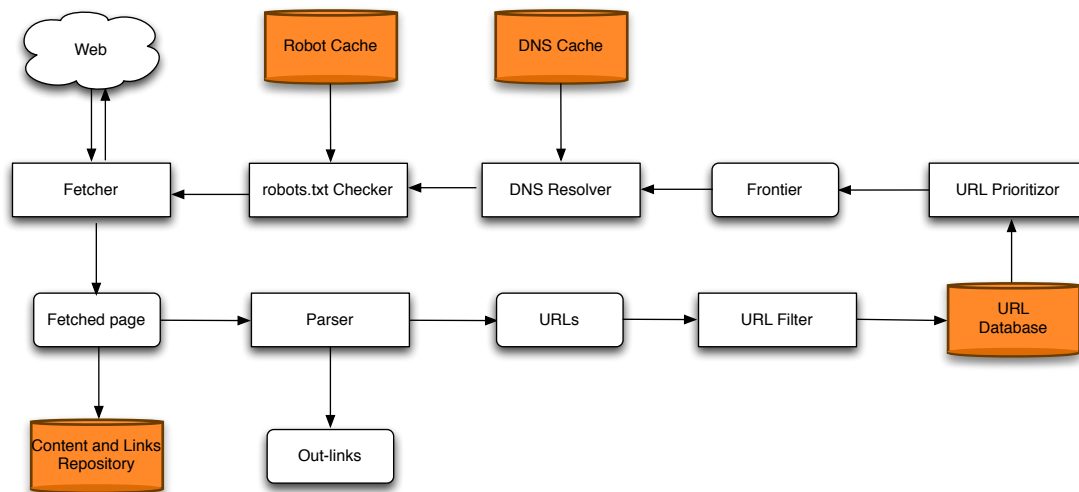 Web
Robot Cache
DNS Cache
Fetcher
robots.txt Checker
DNS Resolver
Frontier
URL Prioritizor
Fetched page
Parser
URLs
URL Filter
URL
Database
Content and Links
Repository
Out-links